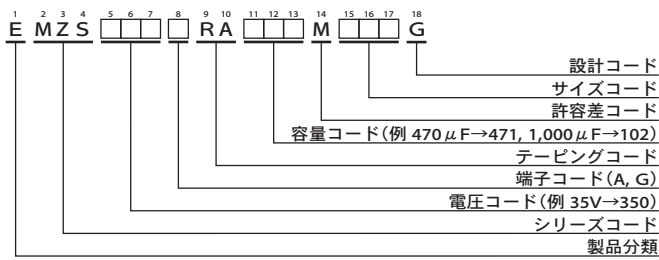 1 2 3 4 5 6 7 8 9 10 11 12 13 14 15 16 17 18
E MZS □□□ □ RA □□□ M □□□ G
設計コード
サイズコード
許容差コード
容量コード(例 470μF→471, 1,000μF→102)
テーピングコード
端子コード(A, G)
電圧コード(例 35V→350)
シリーズコード
製品分類